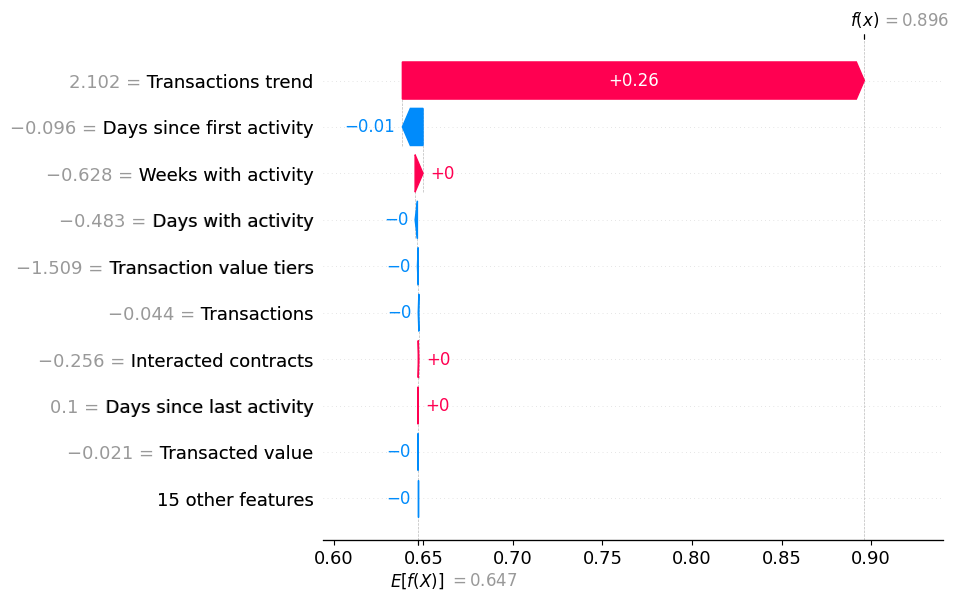 f(x) = 0.896
2.102 = Transactions trend +0.26
−0.096 = Days since first activity −0.01
−0.628 = Weeks with activity +0
−0.483 = Days with activity −0
−1.509 = Transaction value tiers −0
−0.044 = Transactions −0
−0.256 = Interacted contracts +0
0.1 = Days since last activity +0
−0.021 = Transacted value −0
15 other features −0
0.60 0.65 0.70 0.75 0.80 0.85 0.90
E[f(X)] = 0.647